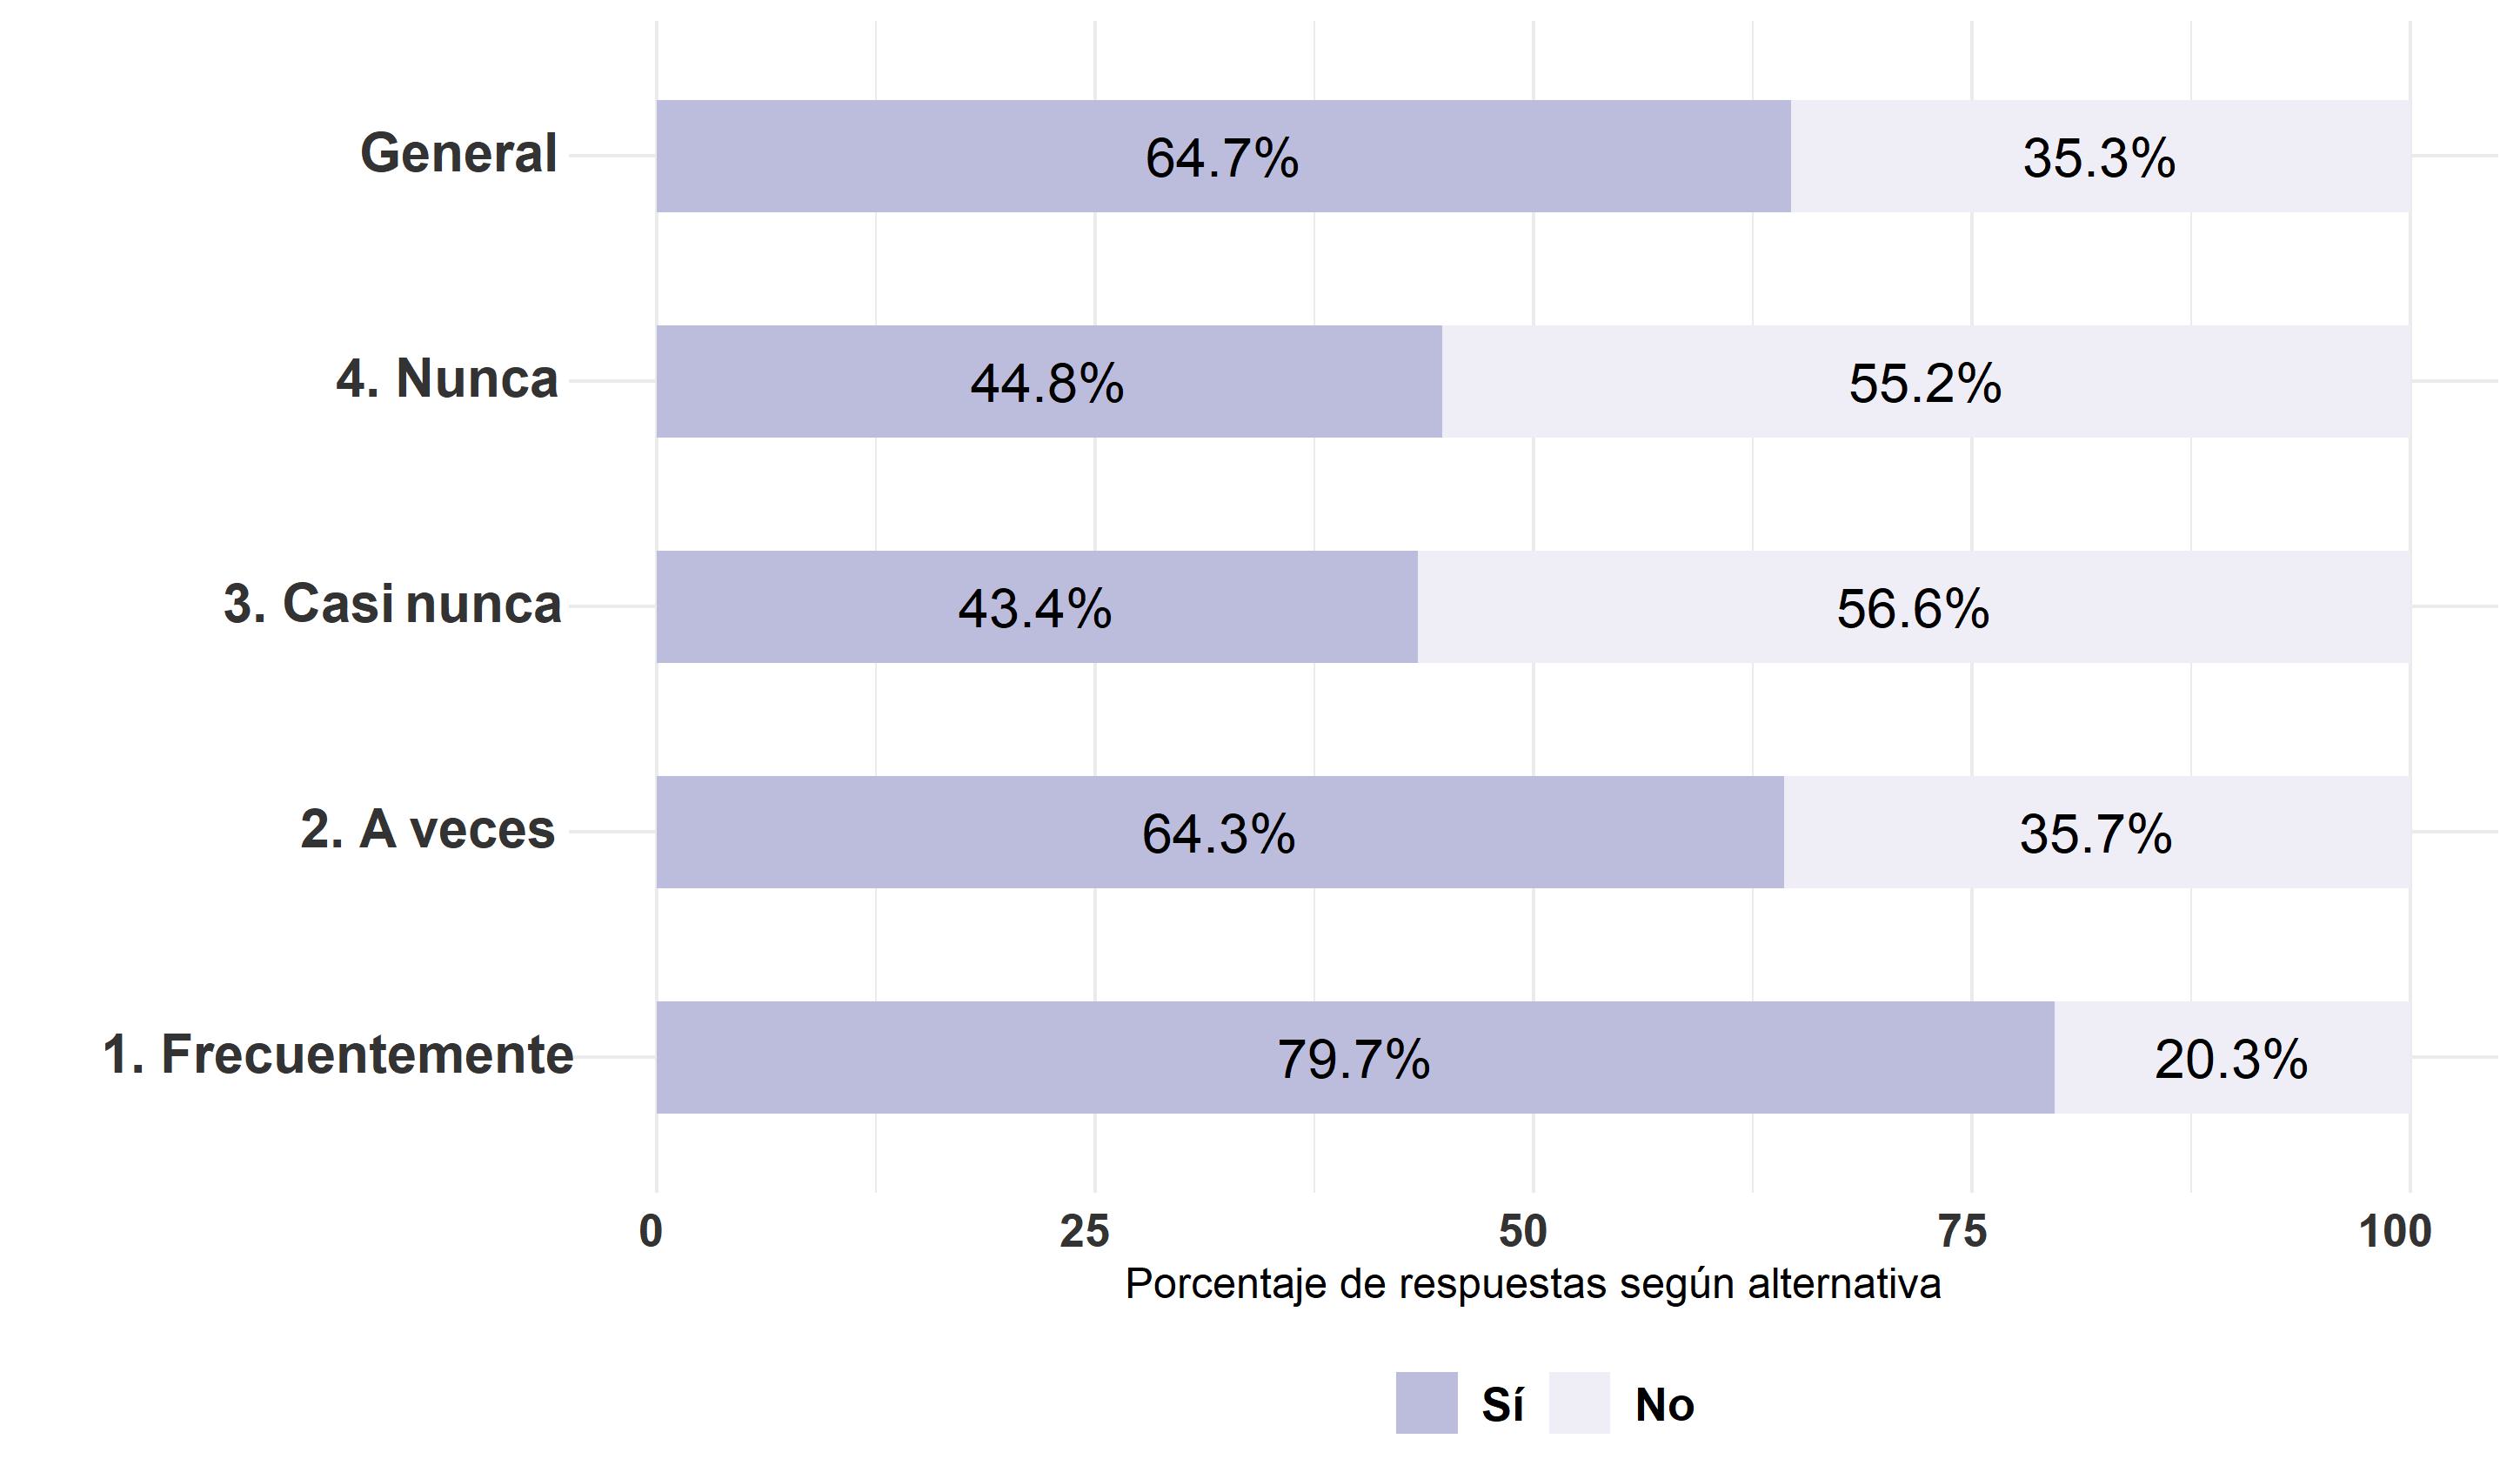 General 64.7% 35.3%
4. Nunca 44.8% 55.2%
3. Casi nunca 43.4% 56.6%
2. A veces 64.3% 35.7%
1. Frecuentemente 79.7% 20.3%
0 25 50 75 100
Porcentaje de respuestas según alternativa
Sí No